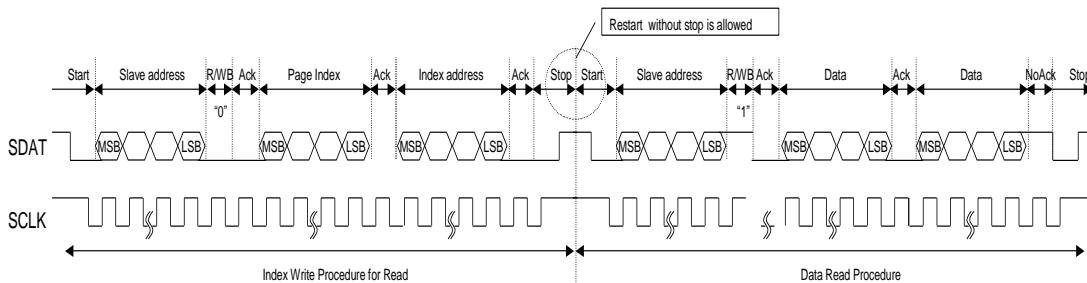 Restart without stop is allowed
Start Slave address R/WB Ack Page Index Ack Index address Ack Stop Start Slave address R/WB Ack Data Ack Data NoAck Stop
“0” “1”
SDAT MSB LSB MSB LSB MSB LSB MSB LSB MSB LSB MSB LSB
SCLK
Index Write Procedure for Read Data Read Procedure